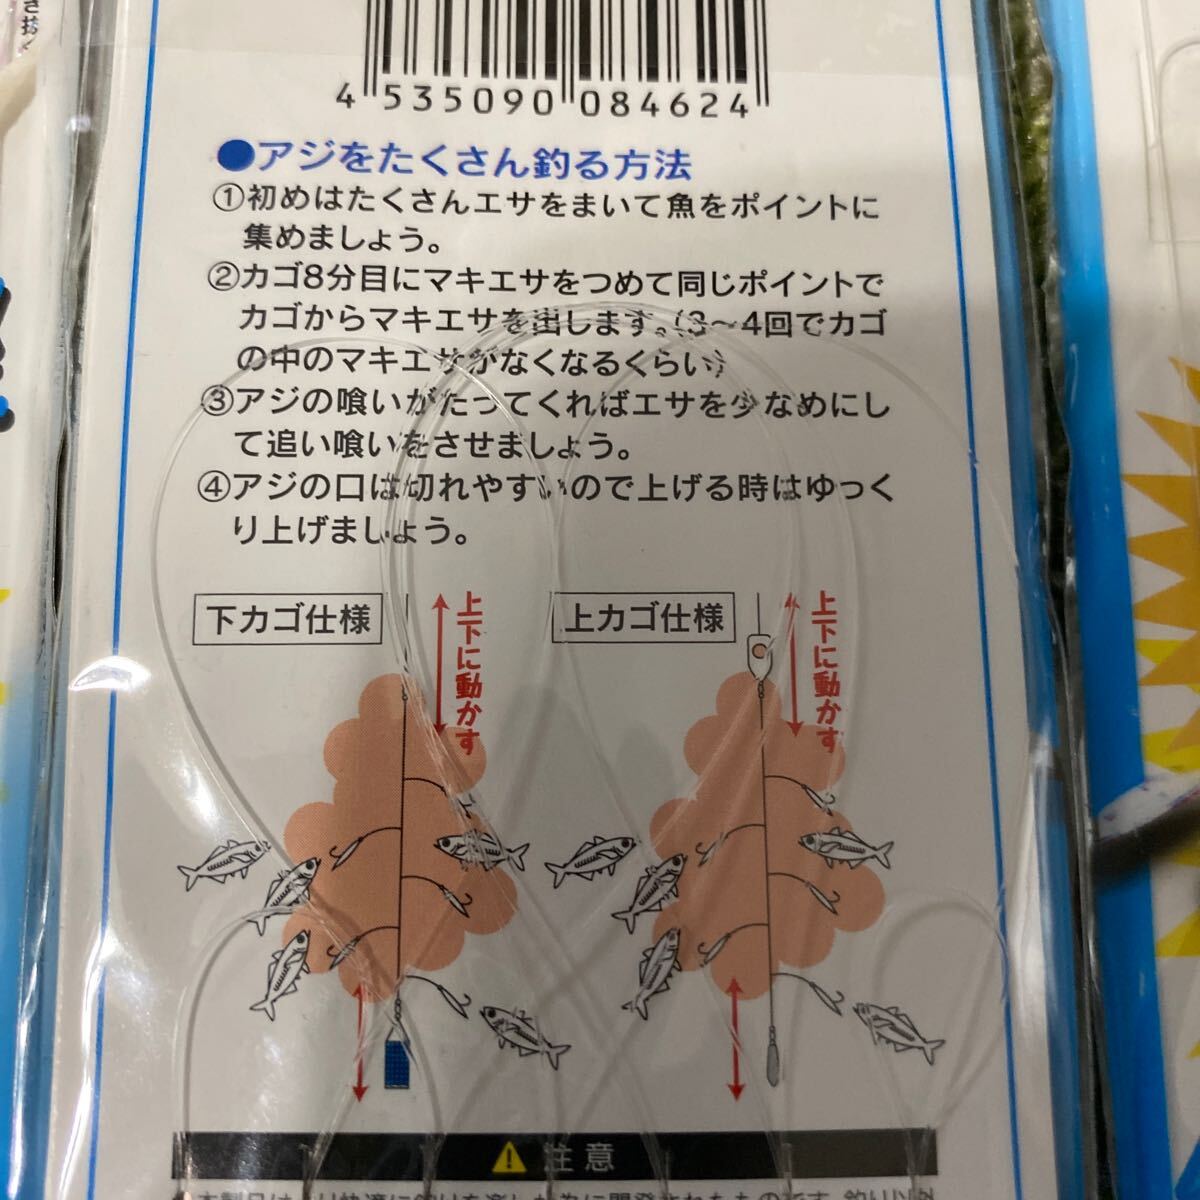 4 535090 084624
●アジをたくさん釣る方法
①初めはたくさんエサをまいて魚をポイントに
集めましょう。
②カゴ8分目にマキエサをつめて同じポイントで
カゴからマキエサを出します。(3～4回でカゴ
の中のマキエサがなくなるくらい)
③アジの喰いがたってくればエサを少なめにし
て追い喰いをさせましょう。
④アジの口は切れやすいので上げる時はゆっく
り上げましょう。
下カゴ仕様
上下に動かす
上カゴ仕様
上下に動かす
注意